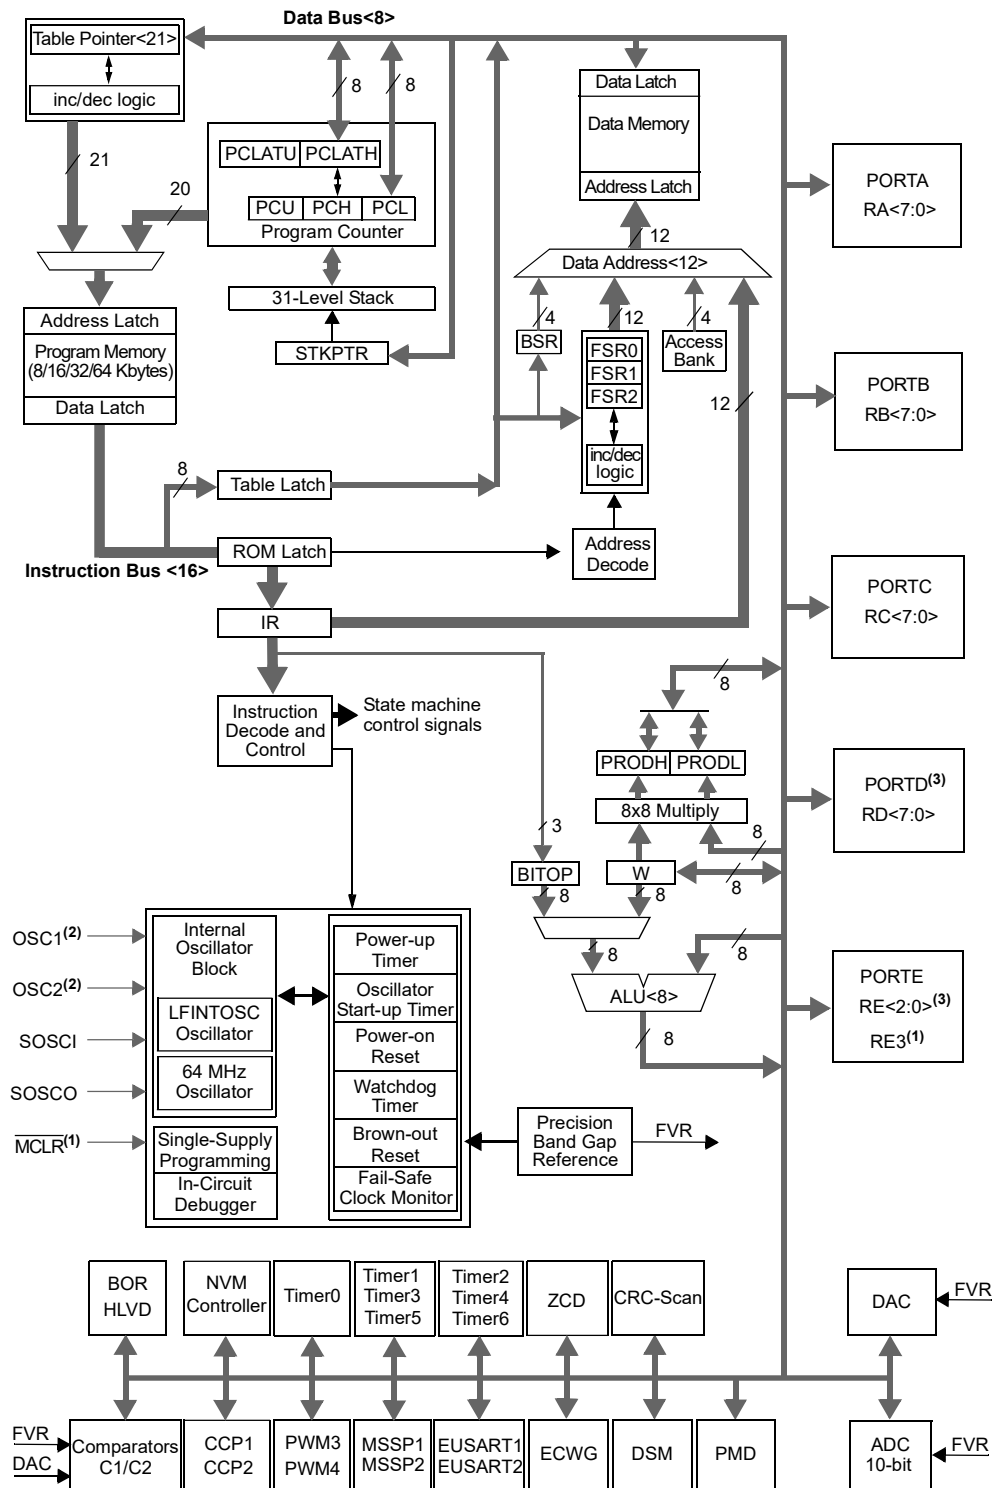 Data Bus<8>
Table Pointer<21>
inc/dec logic
21
20
8
8
PCLATU PCLATH
PCU PCH PCL
Program Counter
31-Level Stack
STKPTR
Data Latch
Data Memory
Address Latch
12
Data Address<12>
4
12
4
BSR
FSR0
FSR1
FSR2
inc/dec
logic
Access
Bank
12
Address
Decode
PORTA
RA<7:0>
PORTB
RB<7:0>
PORTC
RC<7:0>
PORTD(3)
RD<7:0>
PORTE
RE<2:0>(3)
RE3(1)
Address Latch
Program Memory
(8/16/32/64 Kbytes)
Data Latch
8
Table Latch
ROM Latch
Instruction Bus <16>
IR
Instruction
Decode and
Control
State machine
control signals
8
PRODH PRODL
8x8 Multiply
3
8
BITOP
W
8
8
8
8
8
ALU<8>
8
OSC1(2)
OSC2(2)
SOSCI
SOSCO
MCLR(1)
Internal
Oscillator
Block
LFINTOSC
Oscillator
64 MHz
Oscillator
Single-Supply
Programming
In-Circuit
Debugger
Power-up
Timer
Oscillator
Start-up Timer
Power-on
Reset
Watchdog
Timer
Brown-out
Reset
Fail-Safe
Clock Monitor
Precision
Band Gap
Reference
FVR
BOR
HLVD
NVM
Controller
Timer0
Timer1
Timer3
Timer5
Timer2
Timer4
Timer6
ZCD
CRC-Scan
DAC
FVR
FVR
DAC
Comparators
C1/C2
CCP1
CCP2
PWM3
PWM4
MSSP1
MSSP2
EUSART1
EUSART2
ECWG
DSM
PMD
ADC
10-bit
FVR